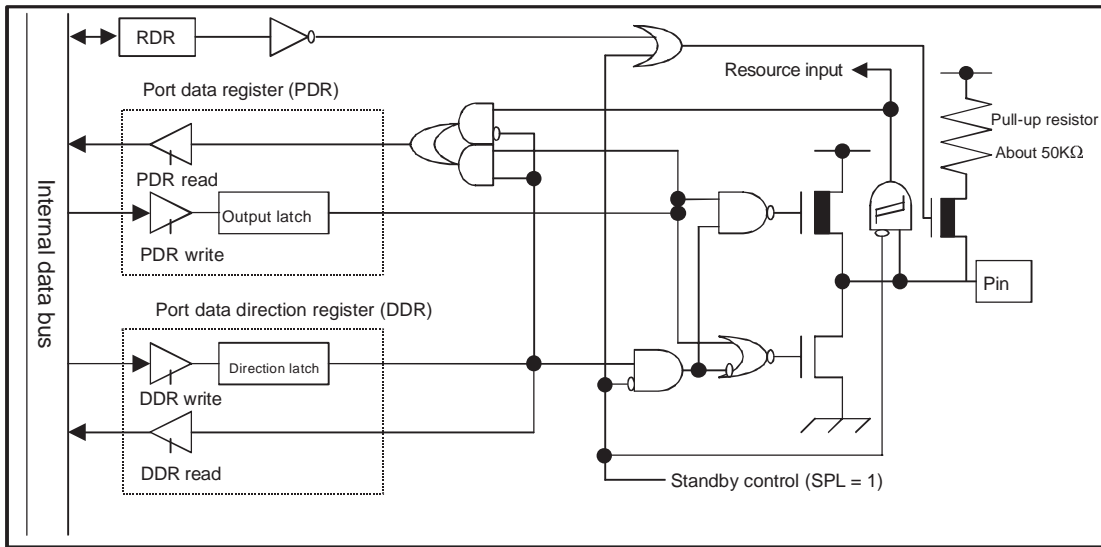 RDR
Resource input
Port data register (PDR)
Pull-up resistor
About 50KΩ
PDR read
Output latch
PDR write
Internal data bus
Pin
Port data direction register (DDR)
Direction latch
DDR write
DDR read
Standby control (SPL = 1)